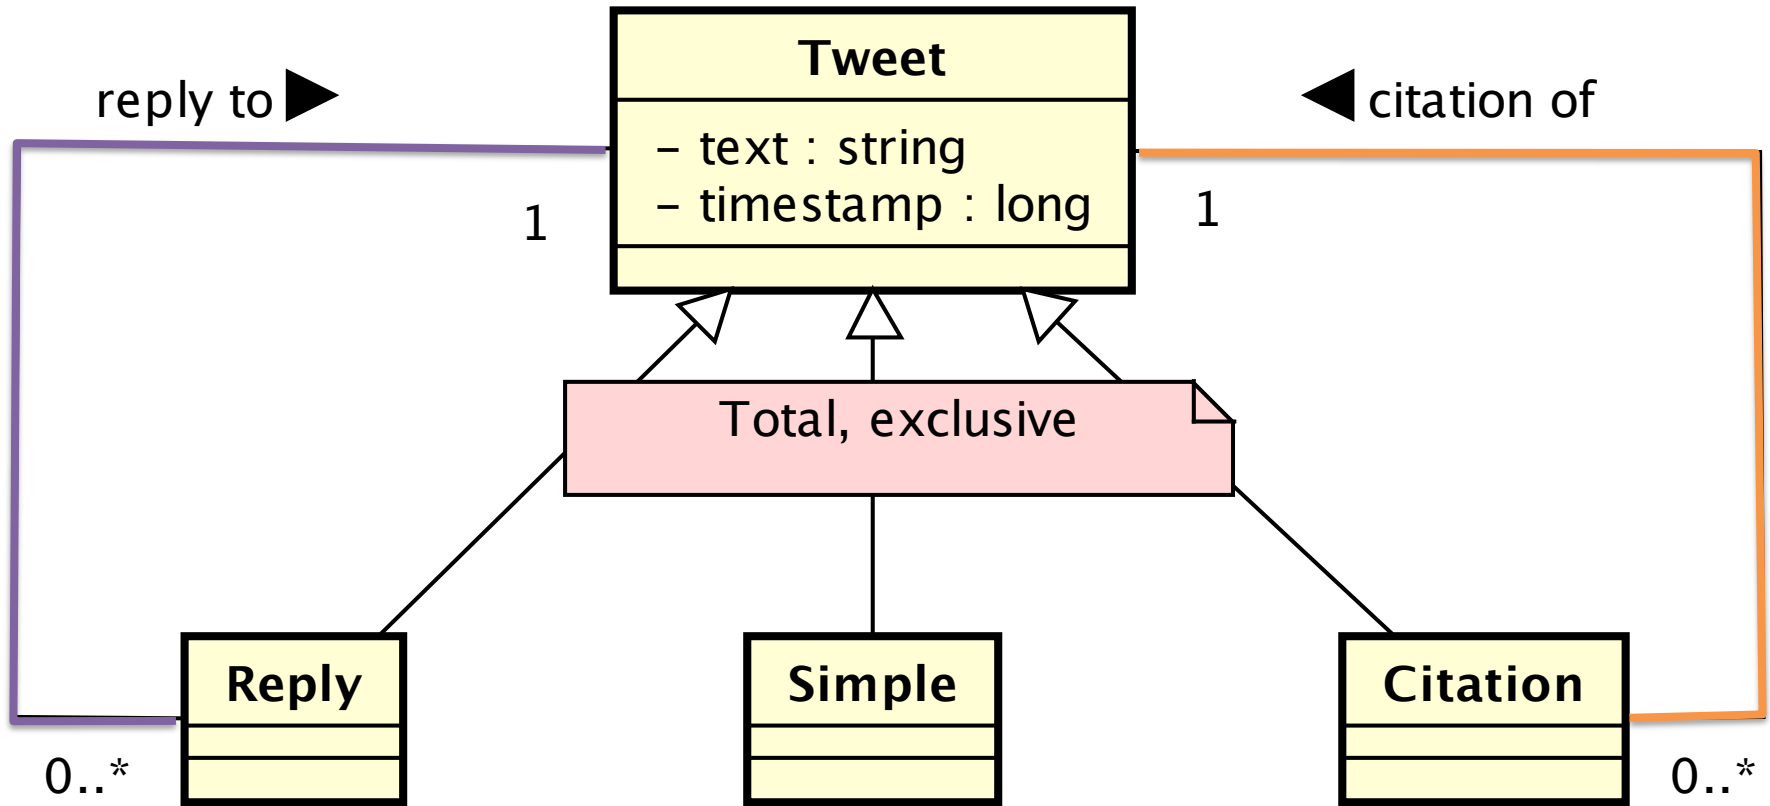 Tweet
reply to
citation of
– text : string
– timestamp : long
1
1
Total, exclusive
Reply
Simple
Citation
0..*
0..*